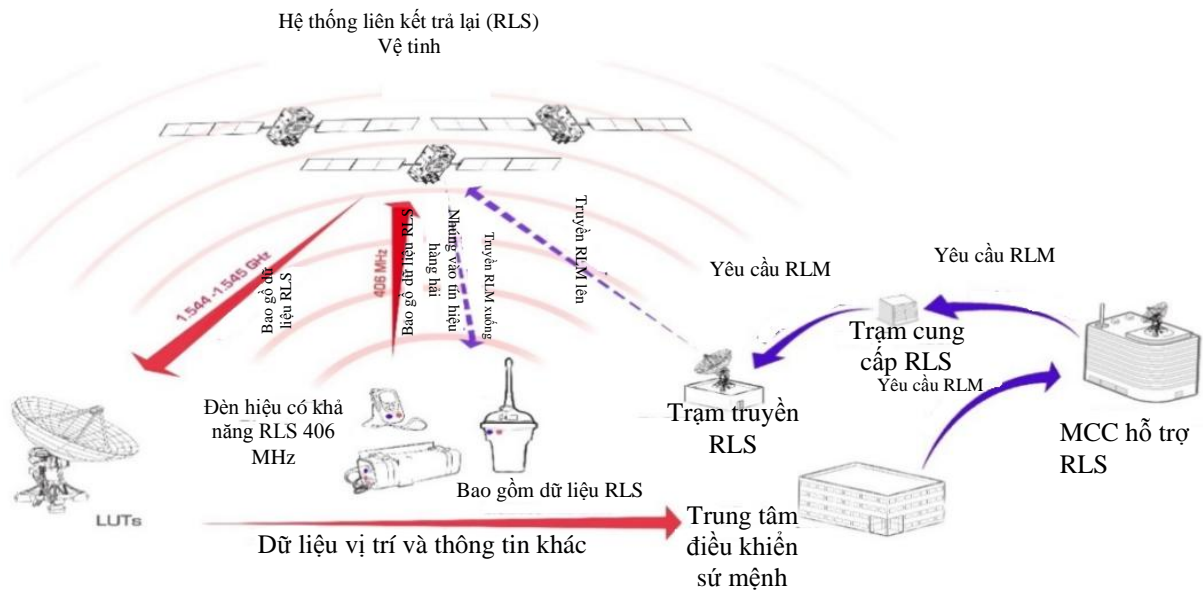 Hệ thống liên kết trả lại (RLS)
Vệ tinh
1.544 -1.545 GHz
Bao gồ dữ
liệu RLS
406 MHz
Bao gồ dữ liệu RLS
Nhúng vào tín hiệu
hàng hải
Truyền RLM xuống
Truyền RLM lên
Yêu cầu RLM
Yêu cầu RLM
Trạm cung
cấp RLS
Yêu cầu RLM
Trạm truyền
RLS
MCC hỗ trợ
RLS
Đèn hiệu có khả
năng RLS 406
MHz
Bao gồm dữ liệu RLS
LUTs
Dữ liệu vị trí và thông tin khác
Trung tâm
điều khiển
sứ mệnh